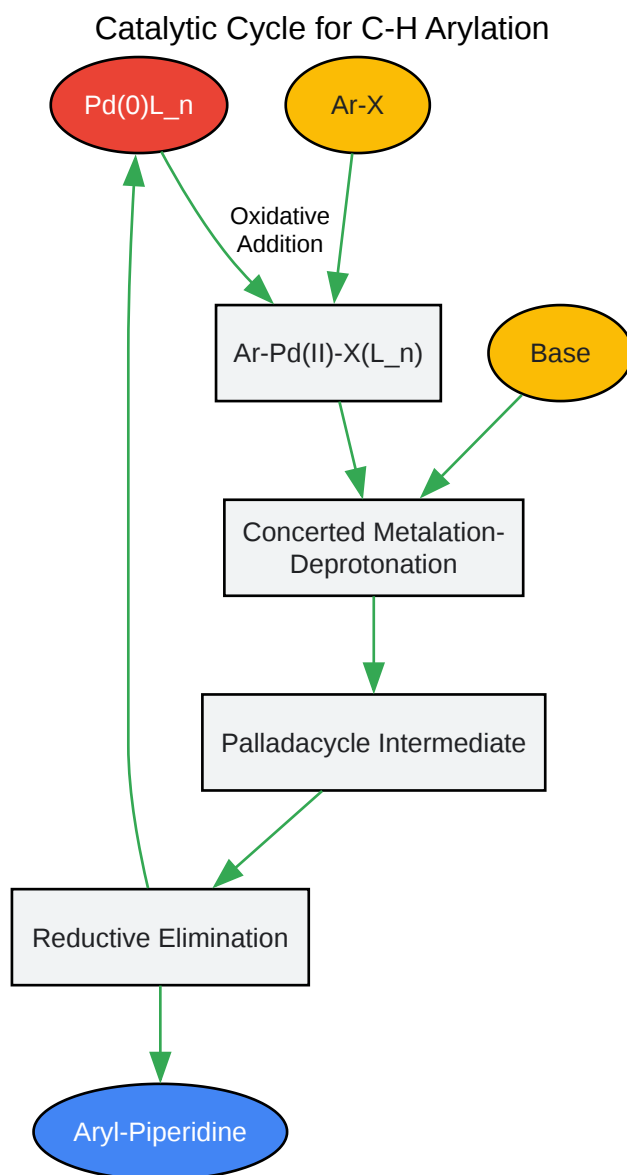 Catalytic Cycle for C-H Arylation
Pd(0)L_n
Ar-X
Oxidative
Addition
Ar-Pd(II)-X(L_n)
Base
Concerted Metalation-
Deprotonation
Palladacycle Intermediate
Reductive Elimination
Aryl-Piperidine